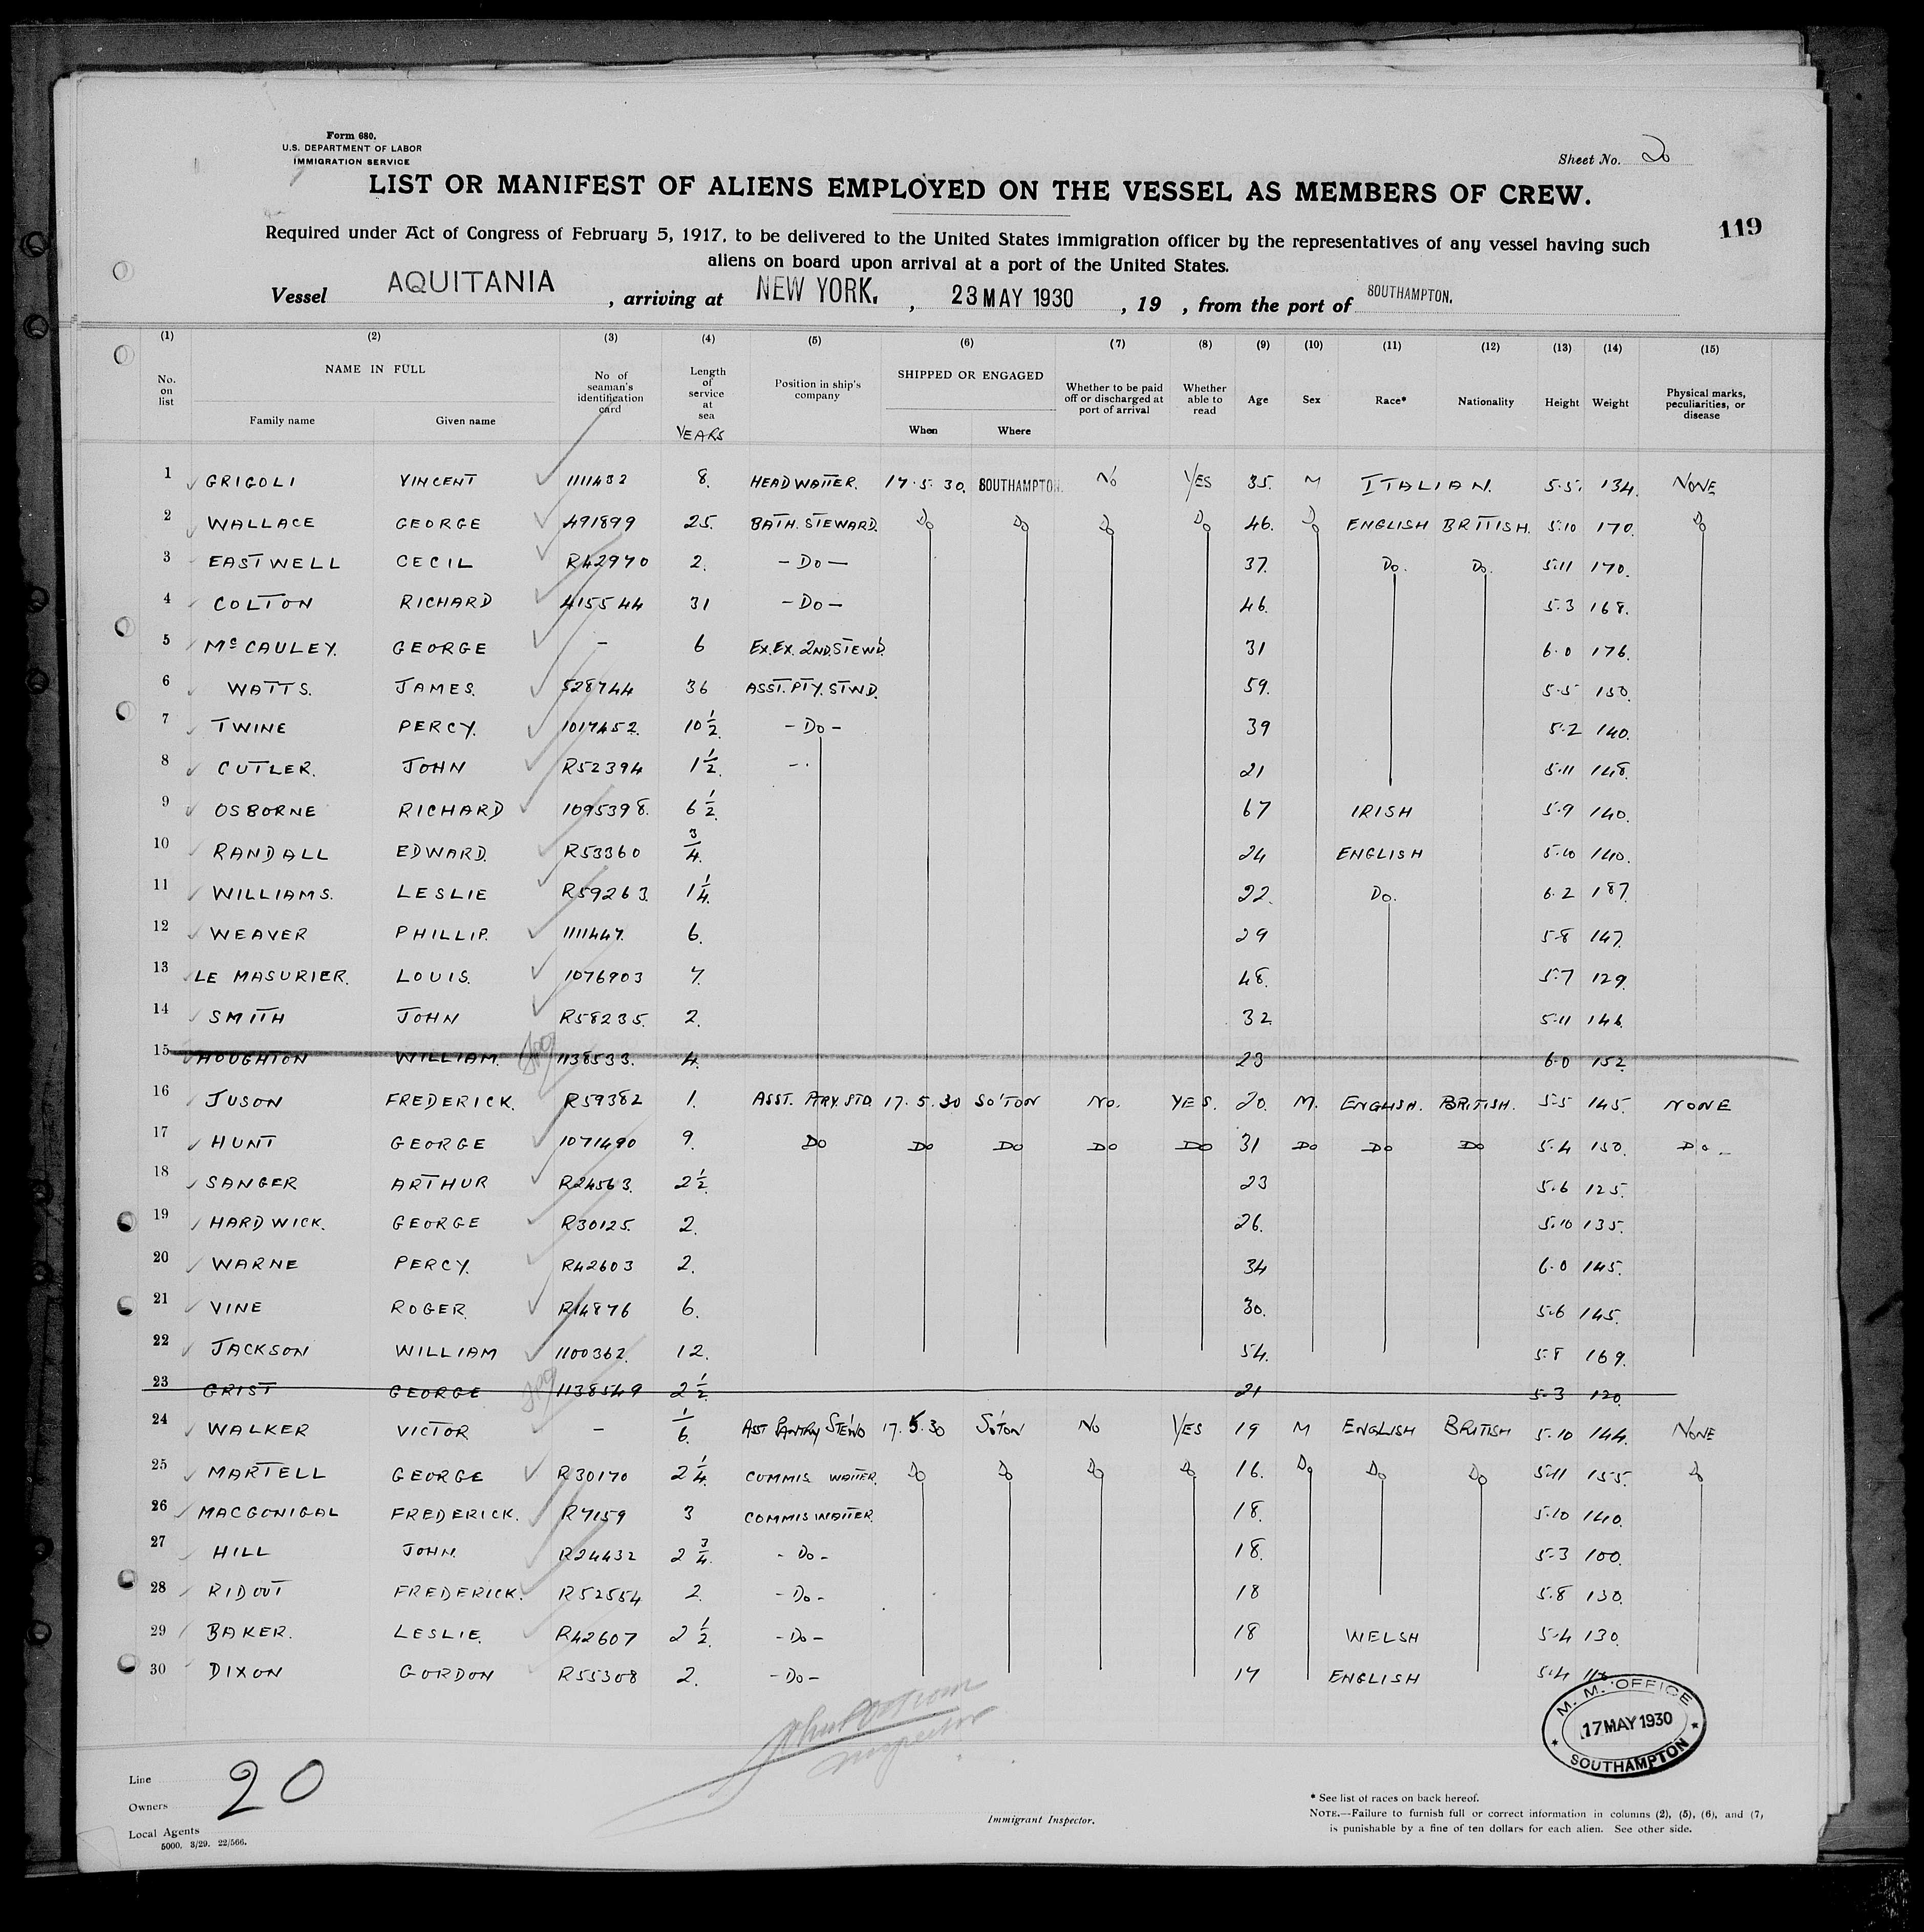 Form 680.
U.S. DEPARTMENT OF LABOR
IMMIGRATION SERVICE
Sheet No. 20
LIST OR MANIFEST OF ALIENS EMPLOYED ON THE VESSEL AS MEMBERS OF CREW.
119
Required under Act of Congress of February 5, 1917, to be delivered to the United States immigration officer by the representatives of any vessel having such
aliens on board upon arrival at a port of the United States.
Vessel AQUITANIA , arriving at NEW YORK. , 23 MAY 1930 , 19 , from the port of SOUTHAMPTON.
(1) (2) (3) (4) (5) (6) (7) (8) (9) (10) (11) (12) (13) (14) (15)
No. on list NAME IN FULL Family name Given name No of seaman's identification card Length of service at sea YEARS Position in ship's company SHIPPED OR ENGAGED When Where Whether to be paid off or discharged at port of arrival Whether able to read Age Sex Race* Nationality Height Weight Physical marks, peculiarities, or disease
1 GRIGOLI VINCENT 1111432 8. HEADWAITER. 17.5.30. SOUTHAMPTON. NO YES 35. M ITALIAN. 5.5. 134. NONE
2 WALLACE GEORGE 491899 25. BATH. STEWARD. Do Do Do Do 46. Do ENGLISH BRITISH. 5.10 170. Do
3 EASTWELL CECIL R42970 2. - Do - 37. Do. Do. 5.11 170.
4 COLTON RICHARD 415544 31 - Do - 46. 5.3 168.
5 McCAULEY. GEORGE - 6 EX.EX. 2ND.STEWD. 31 6.0 176.
6 WATTS. JAMES. 528744 36 ASST. PTY. STWD. 59. 5.5 150.
7 TWINE PERCY. 1017452. 10 1/2 - Do - 39 5.2 140.
8 CUTLER. JOHN R52394 1 1/2. - . 21 5.11 148.
9 OSBORNE RICHARD 1095398. 6 1/2. 67 IRISH 5.9 140.
10 RANDALL EDWARD. R53360 3/4. 24 ENGLISH 5.10 140.
11 WILLIAMS. LESLIE R59263. 1 1/4. 22. Do. 6.2 187.
12 WEAVER PHILLIP. 1111447. 6. 29 5.8 147.
13 LE MASURIER. LOUIS. 1076903 7. 48. 5.7 129.
14 SMITH JOHN R58235. 2. 32 5.11 146.
15 HOUGHTON WILLIAM. 1138533. 4. 23 6.0 152
16 JUSON FREDERICK. R59382 1. ASST. PTRY. STD 17.5.30 SO'TON NO. YES. 20. M. ENGLISH. BRITISH. 5.5 145. NONE
17 HUNT GEORGE 1071490 9. DO DO DO DO DO 31 DO DO DO 5.4 150. DO -
18 SANGER ARTHUR R24563. 2 1/2. 23 5.6 125.
19 HARDWICK. GEORGE R30125. 2. 26. 5.10 135.
20 WARNE PERCY. R42603 2. 34 6.0 145.
21 VINE ROGER R14876 6. 30. 5.6 145.
22 JACKSON WILLIAM 1100362. 12. 54. 5.8 169.
23 GRIST GEORGE 1138549 2 1/2 21 5.3 120.
24 WALKER VICTOR - 1/6. ASST PANTRY STEWD 17.5.30 SO'TON NO YES 19 M ENGLISH BRITISH 5.10 144. NONE
25 MARTELL GEORGE R30170 2 1/4. COMMIS WAITER. Do Do Do Do 16. Do Do Do 5.11 155. Do
26 MACGONIGAL FREDERICK. R7159 3 COMMIS WAITER. 18. 5.10 140.
27 HILL JOHN. R24432 2 3/4. - Do - 18. 5.3 100.
28 RIDOUT FREDERICK. R52554 2. - Do - 18 5.8 130.
29 BAKER. LESLIE. R42607 2 1/2. - Do - 18 WELSH 5.4 130.
30 DIXON GORDON R55308 2. - Do - 17 ENGLISH 5.4
M. M. OFFICE
17 MAY 1930
SOUTHAMPTON
Inspector
Line
Owners
20
Local Agents
5000. 3/29. 22/566.
Immigrant Inspector.
* See list of races on back hereof.
NOTE.—Failure to furnish full or correct information in columns (2), (5), (6), and (7),
is punishable by a fine of ten dollars for each alien. See other side.